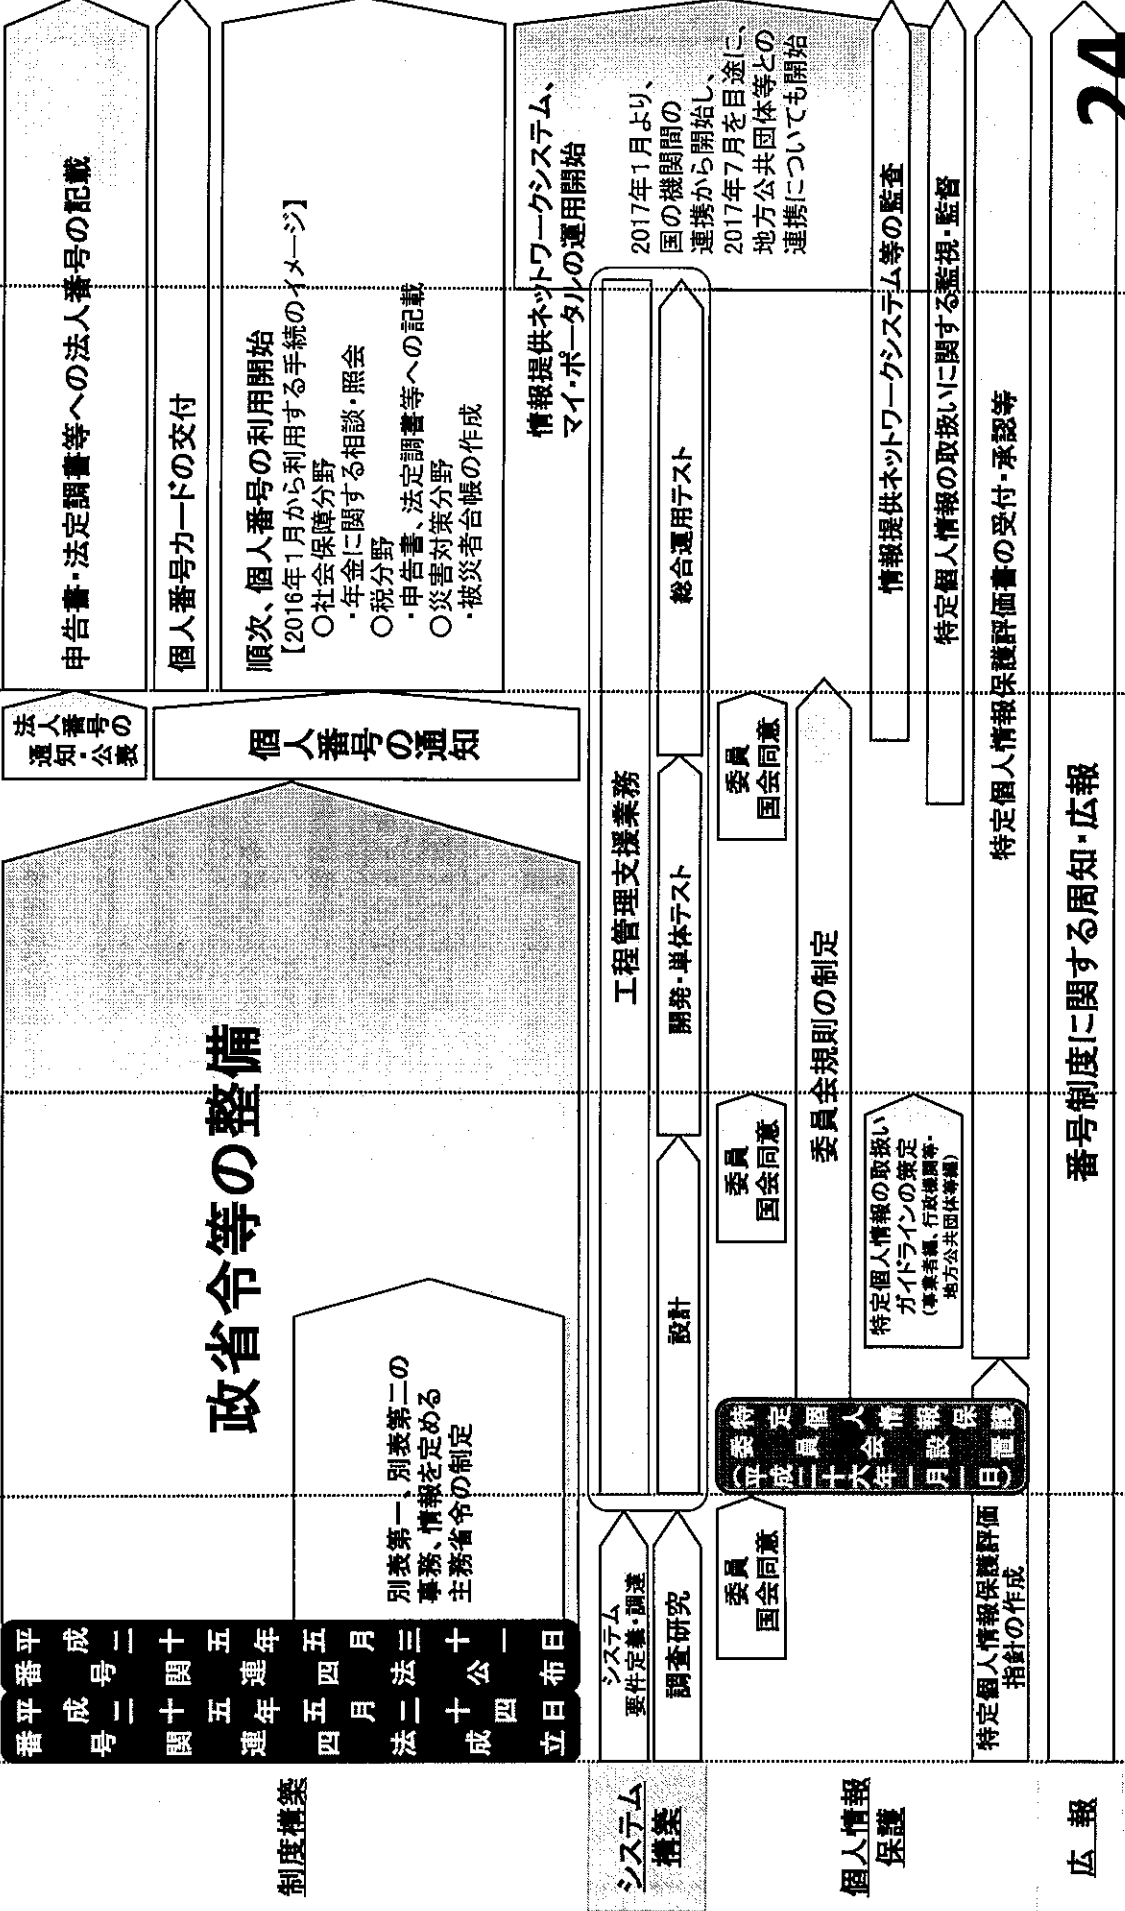 制度構築
番号関連四法成立
平成二十五年五月二十四日
番号関連四法公布
平成二十五年五月三十一日
政省令等の整備
別表第一、別表第二の
事務、情報を定める
主務省令の制定
法人番号の
通知・公表
申告書・法定調書等への法人番号の記載
個人番号の通知
個人番号カードの交付
順次、個人番号の利用開始
【2016年1月から利用する手続のイメージ】
○社会保障分野
・年金に関する相談・照会
○税分野
・申告書、法定調書等への記載
○災害対策分野
・被災者台帳の作成
情報提供ネットワークシステム、
マイ・ポータルの運用開始
2017年1月より、
国の機関間の
連携から開始し、
2017年7月を目途に、
地方公共団体等との
連携についても開始
システム
構築
システム
要件定義・調達
調査研究
工程管理支援業務
設計
開発・単体テスト
総合運用テスト
個人情報
保護
委員
国会同意
特定個人情報保護
委員会設置
(平成二十六年一月一日)
委員
国会同意
委員
国会同意
委員会規則の制定
特定個人情報の取扱い
ガイドラインの策定
(事業者編、行政機関等・
地方公共団体等編)
情報提供ネットワークシステム等の監査
特定個人情報の取扱いに関する監視・監督
特定個人情報保護評価
指針の作成
特定個人情報保護評価書の受付・承認等
広 報
番号制度に関する周知・広報
24